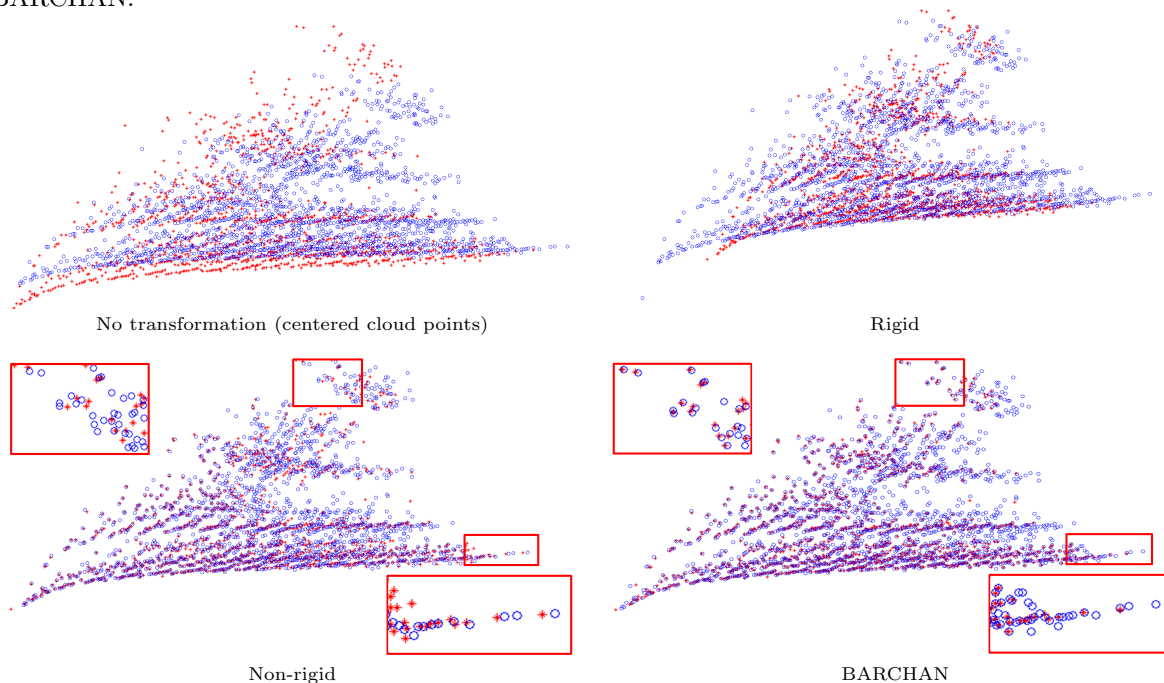 BARCHAN.
No transformation (centered cloud points)
Rigid
Non-rigid
BARCHAN